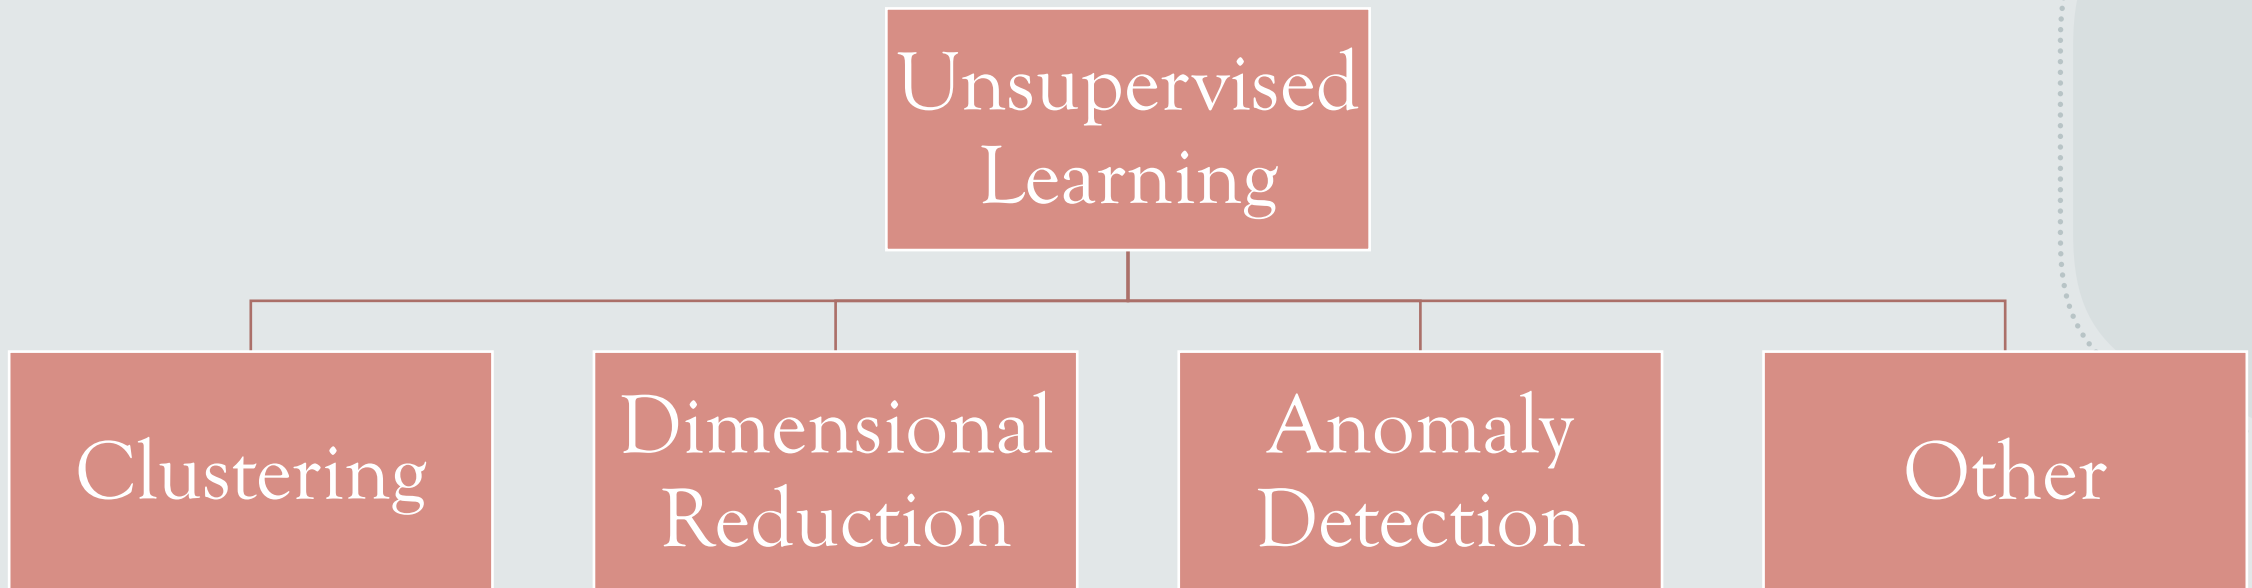 Unsupervised
Learning
Clustering
Dimensional
Reduction
Anomaly
Detection
Other